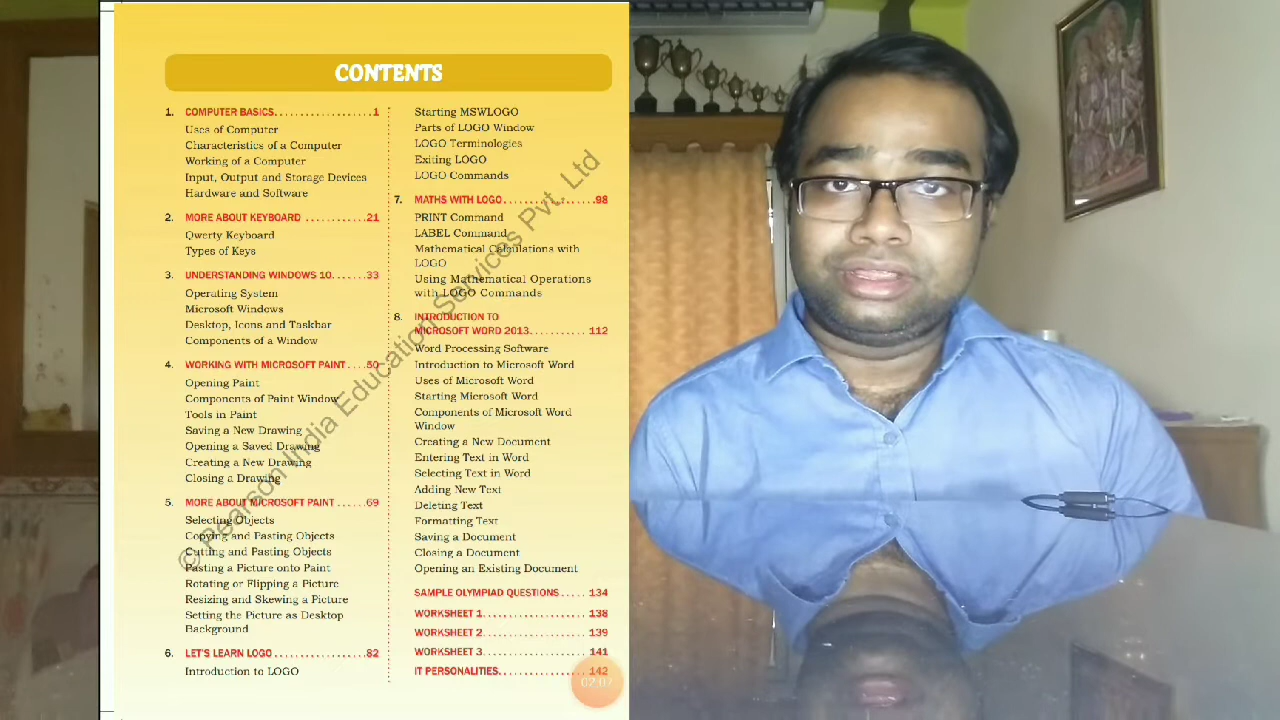 CONTENTS
1. COMPUTER BASICS....................1
Uses of Computer
Characteristics of a Computer
Working of a Computer
Input, Output and Storage Devices
Hardware and Software
2. MORE ABOUT KEYBOARD ............21
Qwerty Keyboard
Types of Keys
3. UNDERSTANDING WINDOWS 10.......33
Operating System
Microsoft Windows
Desktop, Icons and Taskbar
Components of a Window
4. WORKING WITH MICROSOFT PAINT ....50
Opening Paint
Components of Paint Window
Tools in Paint
Saving a New Drawing
Opening a Saved Drawing
Creating a New Drawing
Closing a Drawing
5. MORE ABOUT MICROSOFT PAINT ......69
Selecting Objects
Copying and Pasting Objects
Cutting and Pasting Objects
Pasting a Picture onto Paint
Rotating or Flipping a Picture
Resizing and Skewing a Picture
Setting the Picture as Desktop
Background
6. LET'S LEARN LOGO ...................82
Introduction to LOGO
Starting MSWLOGO
Parts of LOGO Window
LOGO Terminologies
Exiting LOGO
LOGO Commands
7. MATHS WITH LOGO...................98
PRINT Command
LABEL Command
Mathematical Calculations with
LOGO
Using Mathematical Operations
with LOGO Commands
8. INTRODUCTION TO
MICROSOFT WORD 2013........... 112
Word Processing Software
Introduction to Microsoft Word
Uses of Microsoft Word
Starting Microsoft Word
Components of Microsoft Word
Window
Creating a New Document
Entering Text in Word
Selecting Text in Word
Adding New Text
Deleting Text
Formatting Text
Saving a Document
Closing a Document
Opening an Existing Document
SAMPLE OLYMPIAD QUESTIONS ..... 134
WORKSHEET 1..................... 138
WORKSHEET 2..................... 139
WORKSHEET 3..................... 141
IT PERSONALITIES.................. 142
© Pearson India Education Services Pvt. Ltd